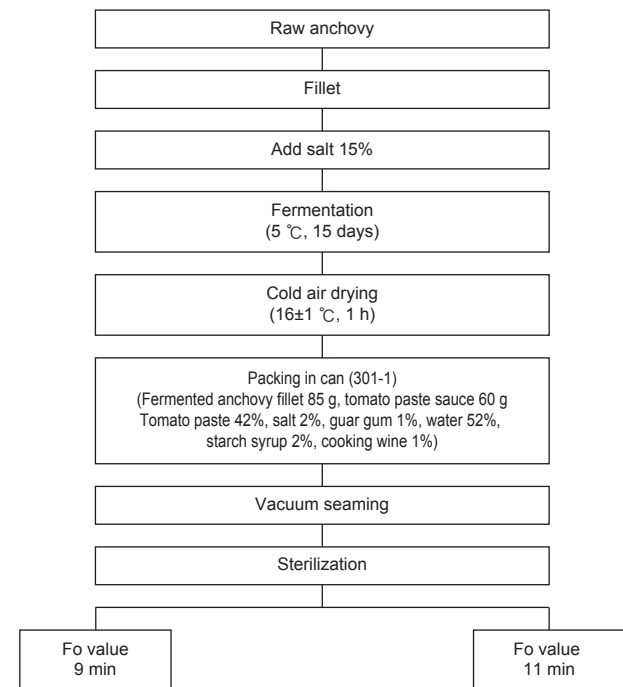 Raw anchovy
Fillet
Add salt 15%
Fermentation
(5 ℃, 15 days)
Cold air drying
(16±1 ℃, 1 h)
Packing in can (301-1)
(Fermented anchovy fillet 85 g, tomato paste sauce 60 g
Tomato paste 42%, salt 2%, guar gum 1%, water 52%,
starch syrup 2%, cooking wine 1%)
Vacuum seaming
Sterilization
Fo value
9 min
Fo value
11 min